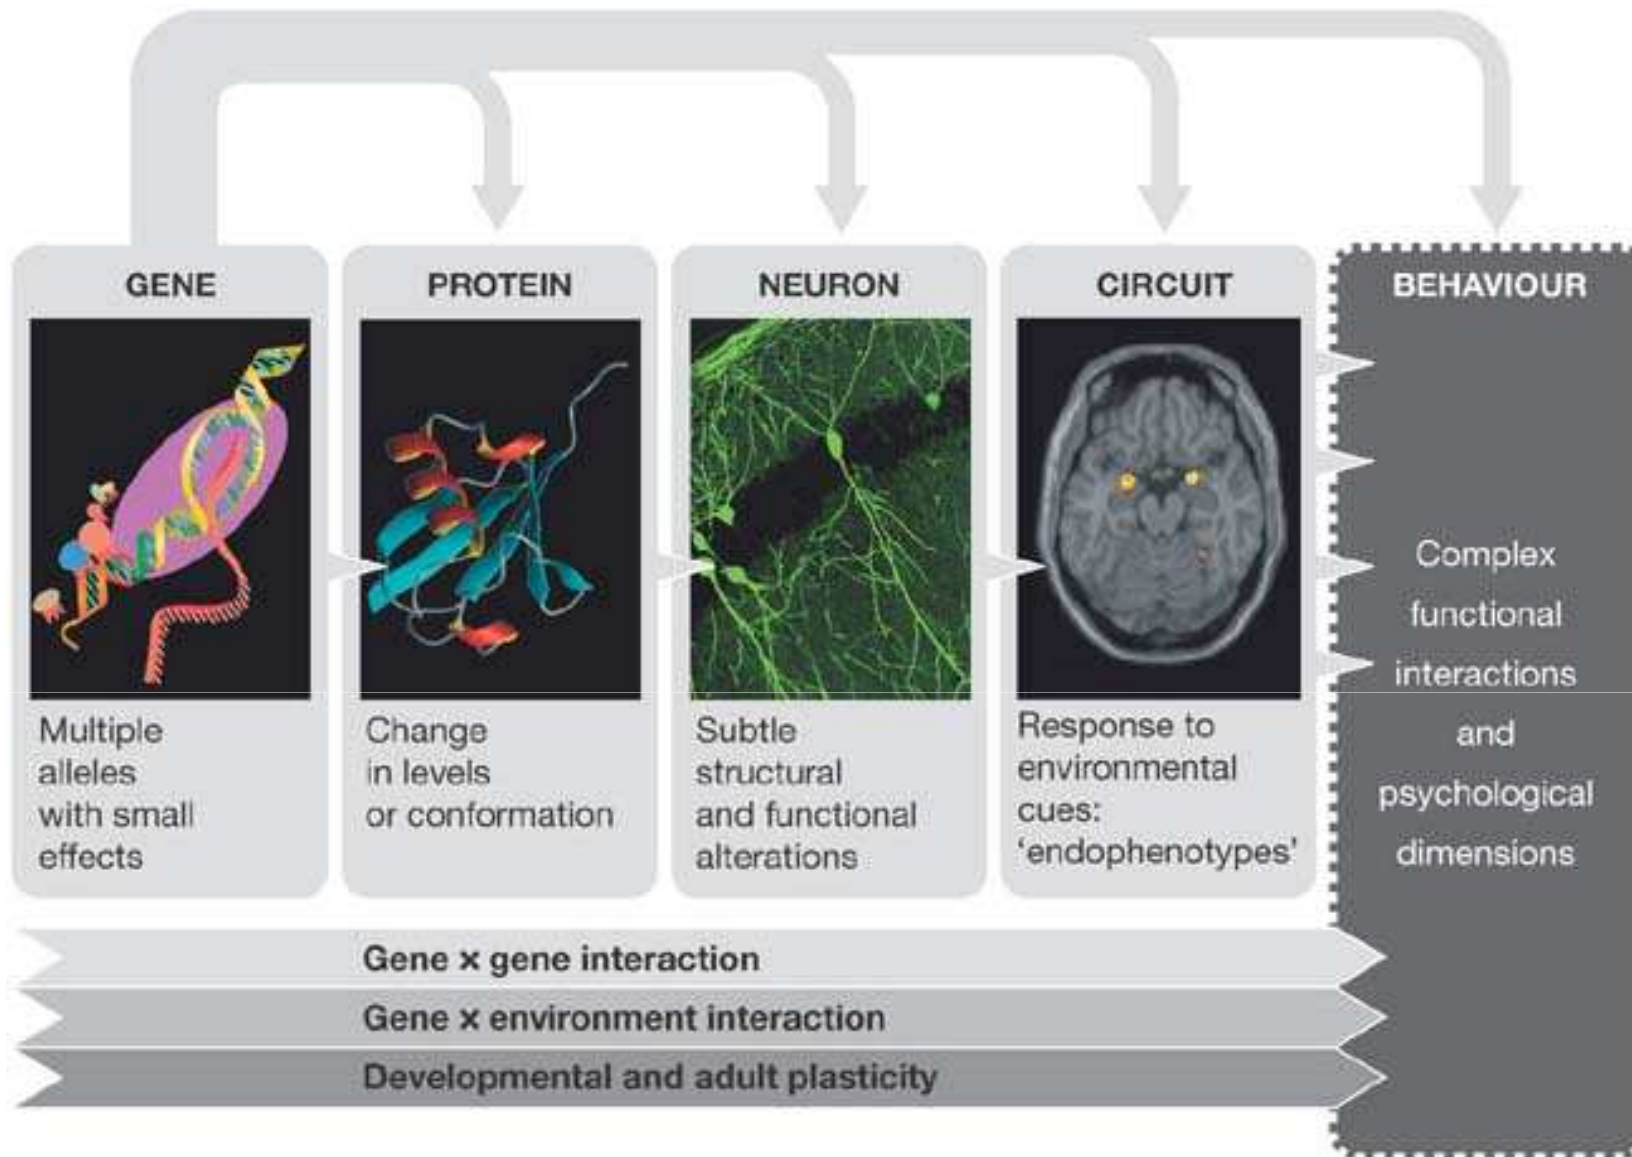 GENE
Multiple
alleles
with small
effects
PROTEIN
Change
in levels
or conformation
NEURON
Subtle
structural
and functional
alterations
CIRCUIT
Response to
environmental
cues:
‘endophenotypes’
BEHAVIOUR
Complex
functional
interactions
and
psychological
dimensions
Gene × gene interaction
Gene × environment interaction
Developmental and adult plasticity